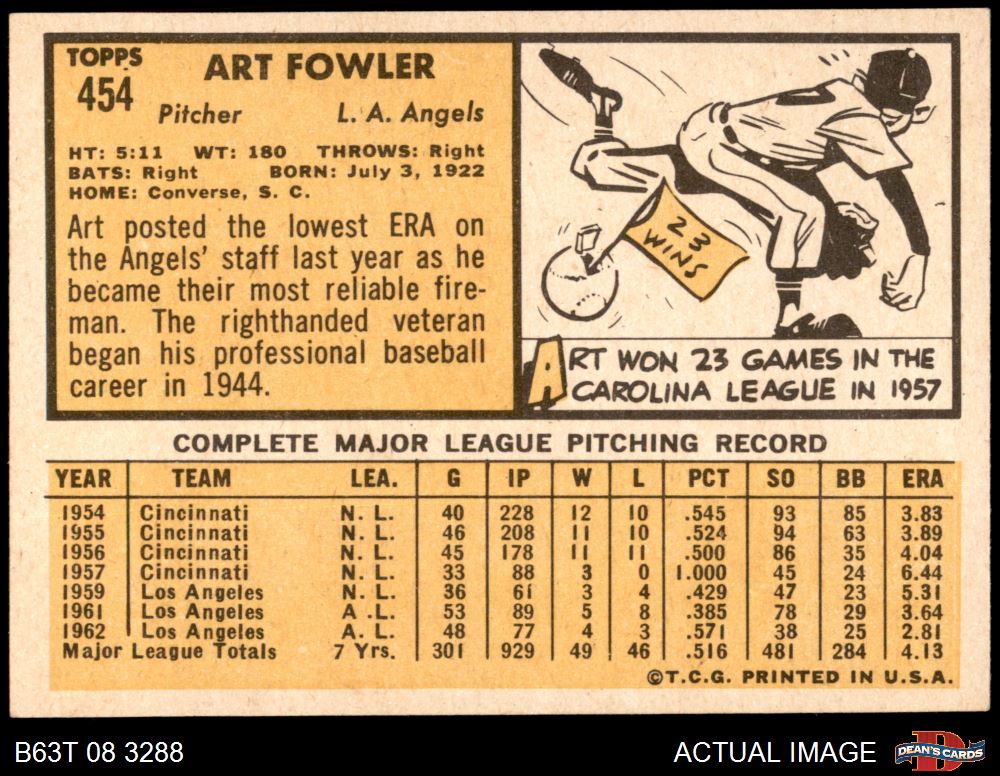 TOPPS
454
ART FOWLER
Pitcher L. A. Angels
HT: 5:11 WT: 180 THROWS: Right
BATS: Right BORN: July 3, 1922
HOME: Converse, S. C.
Art posted the lowest ERA on
the Angels' staff last year as he
became their most reliable fire-
man. The righthanded veteran
began his professional baseball
career in 1944.
23
WINS
ART WON 23 GAMES IN THE
CAROLINA LEAGUE IN 1957
COMPLETE MAJOR LEAGUE PITCHING RECORD
YEAR TEAM LEA. G IP W L PCT SO BB ERA
1954 Cincinnati N. L. 40 228 12 10 .545 93 85 3.83
1955 Cincinnati N. L. 46 208 11 10 .524 94 63 3.89
1956 Cincinnati N. L. 45 178 11 11 .500 86 35 4.04
1957 Cincinnati N. L. 33 88 3 0 1.000 45 24 6.44
1959 Los Angeles N. L. 36 61 3 4 .429 47 23 5.31
1961 Los Angeles A .L. 53 89 5 8 .385 78 29 3.64
1962 Los Angeles A. L. 48 77 4 3 .571 38 25 2.81
Major League Totals 7 Yrs. 301 929 49 46 .516 481 284 4.13
©T.C.G. PRINTED IN U.S.A.
B63T 08 3288
ACTUAL IMAGE
D
DEAN'S CARDS